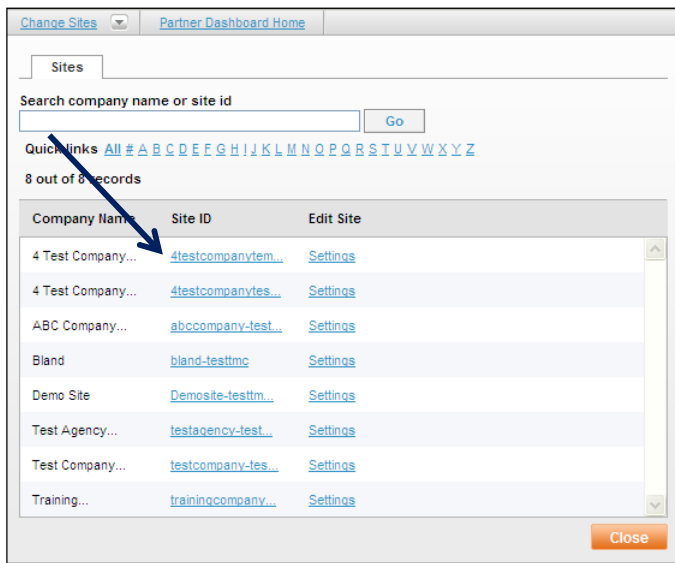 Change Sites Partner Dashboard Home
Sites
Search company name or site id
Go
Quick links All # A B C D E F G H I J K L M N O P Q R S T U V W X Y Z
8 out of 8 records
Company Name Site ID Edit Site
4 Test Company... 4testcompanytem... Settings
4 Test Company... 4testcompanytes... Settings
ABC Company... abccompany-test... Settings
Bland bland-testtmc Settings
Demo Site Demosite-testtm... Settings
Test Agency... testagency-test... Settings
Test Company... testcompany-tes... Settings
Training... trainingcompany... Settings
Close